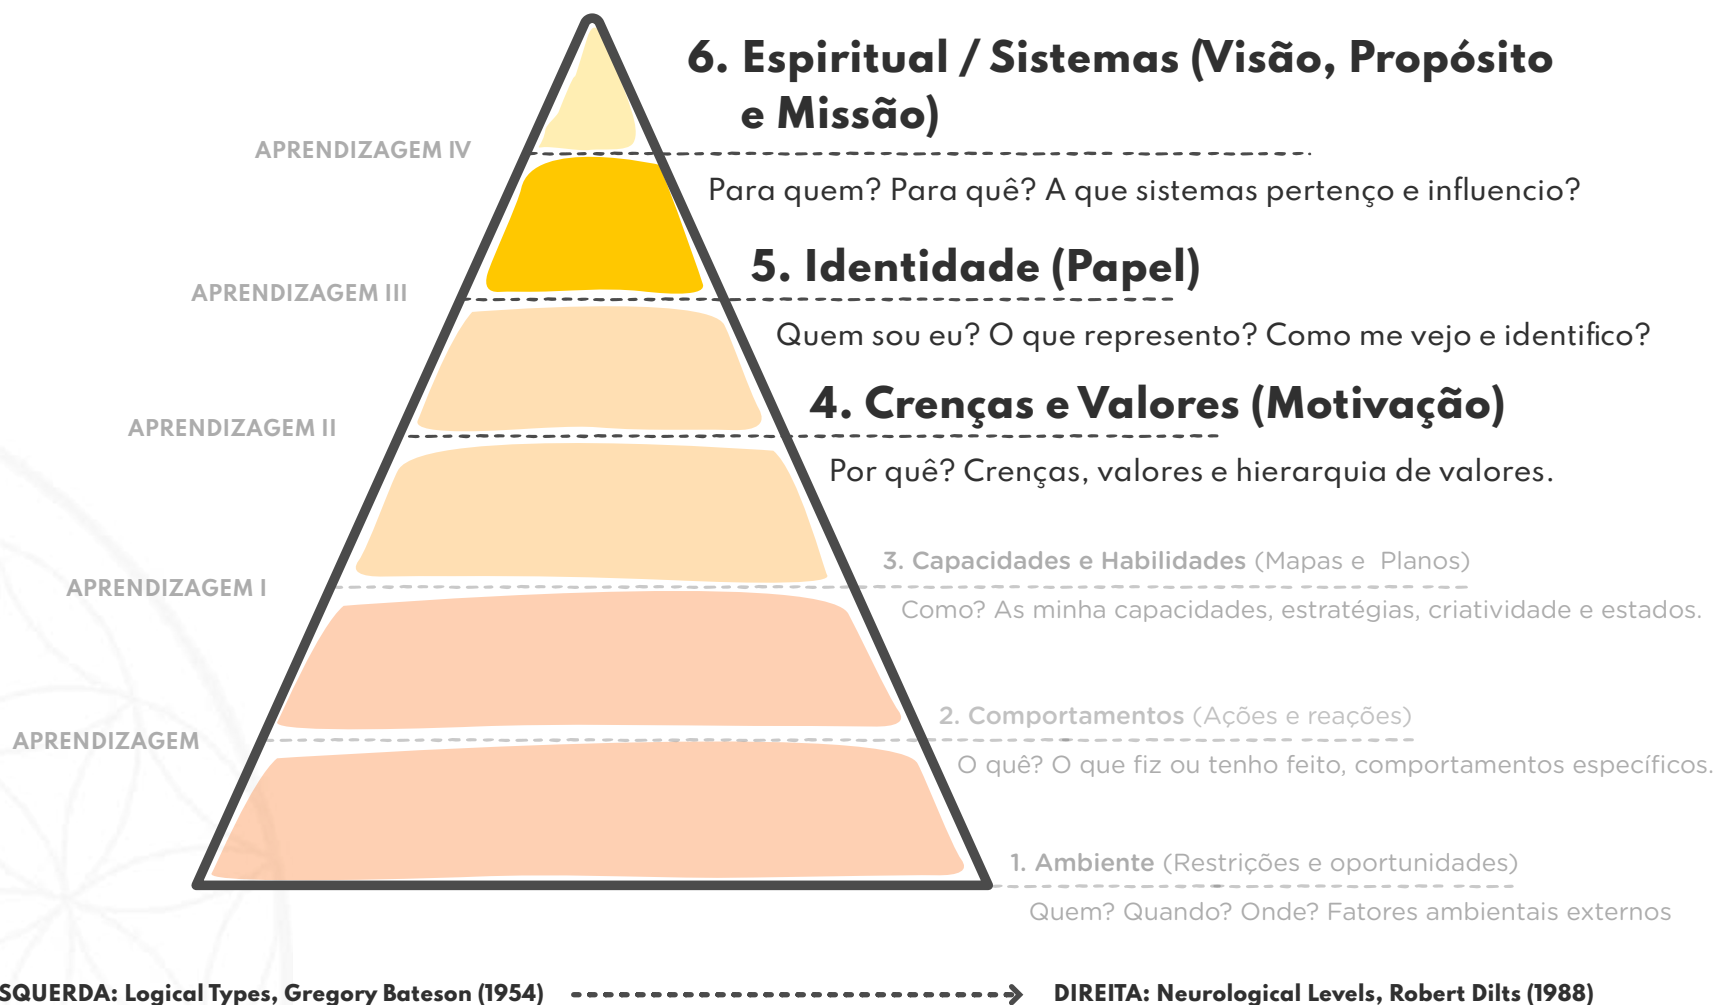 6. Espiritual / Sistemas (Visão, Propósito
e Missão)
APRENDIZAGEM IV
Para quem? Para quê? A que sistemas pertenço e influencio?
5. Identidade (Papel)
APRENDIZAGEM III
Quem sou eu? O que represento? Como me vejo e identifico?
4. Crenças e Valores (Motivação)
APRENDIZAGEM II
Por quê? Crenças, valores e hierarquia de valores.
3. Capacidades e Habilidades (Mapas e Planos)
APRENDIZAGEM I
Como? As minha capacidades, estratégias, criatividade e estados.
2. Comportamentos (Ações e reações)
APRENDIZAGEM
O quê? O que fiz ou tenho feito, comportamentos específicos.
1. Ambiente (Restrições e oportunidades)
Quem? Quando? Onde? Fatores ambientais externos
SQUERDA: Logical Types, Gregory Bateson (1954)
DIREITA: Neurological Levels, Robert Dilts (1988)